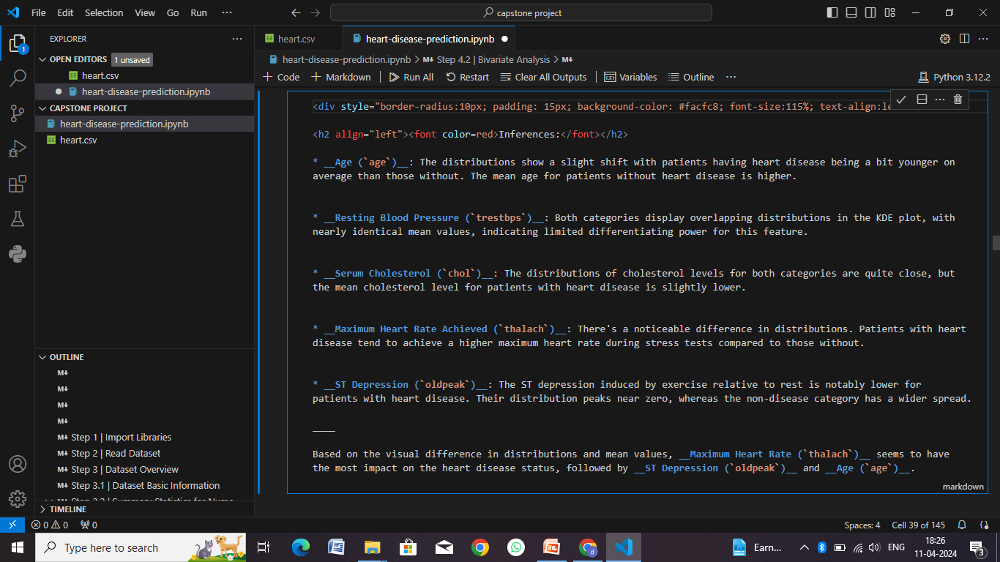 File Edit Selection View Go Run ··· capstone project
EXPLORER ···
OPEN EDITORS 1 unsaved
heart.csv
heart-disease-prediction.ipynb
CAPSTONE PROJECT
heart-disease-prediction.ipynb
heart.csv
OUTLINE
M↓
M↓
M↓
M↓
M↓ Step 1 | Import Libraries
M↓ Step 2 | Read Dataset
M↓ Step 3 | Dataset Overview
M↓ Step 3.1 | Dataset Basic Information
TIMELINE
heart.csv heart-disease-prediction.ipynb
heart-disease-prediction.ipynb > M↓ Step 4.2 | Bivariate Analysis > M↓
+ Code + Markdown Run All Restart Clear All Outputs Variables Outline ··· Python 3.12.2
<div style="border-radius:10px; padding: 15px; background-color: #facfc8; font-size:115%; text-align:le
<h2 align="left"><font color=red>Inferences:</font></h2>
* __Age (`age`)__: The distributions show a slight shift with patients having heart disease being a bit younger on
average than those without. The mean age for patients without heart disease is higher.
* __Resting Blood Pressure (`trestbps`)__: Both categories display overlapping distributions in the KDE plot, with
nearly identical mean values, indicating limited differentiating power for this feature.
* __Serum Cholesterol (`chol`)__: The distributions of cholesterol levels for both categories are quite close, but
the mean cholesterol level for patients with heart disease is slightly lower.
* __Maximum Heart Rate Achieved (`thalach`)__: There's a noticeable difference in distributions. Patients with heart
disease tend to achieve a higher maximum heart rate during stress tests compared to those without.
* __ST Depression (`oldpeak`)__: The ST depression induced by exercise relative to rest is notably lower for
patients with heart disease. Their distribution peaks near zero, whereas the non-disease category has a wider spread.
____
Based on the visual difference in distributions and mean values, __Maximum Heart Rate (`thalach`)__ seems to have
the most impact on the heart disease status, followed by __ST Depression (`oldpeak`)__ and __Age (`age`)__.
markdown
0 0 0 Spaces: 4 Cell 39 of 145
Type here to search Earn... ENG 18:26
11-04-2024 3